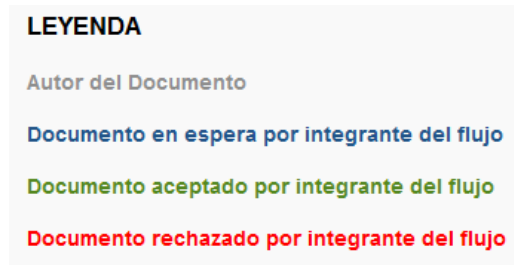 LEYENDA
Autor del Documento
Documento en espera por integrante del flujo
Documento aceptado por integrante del flujo
Documento rechazado por integrante del flujo